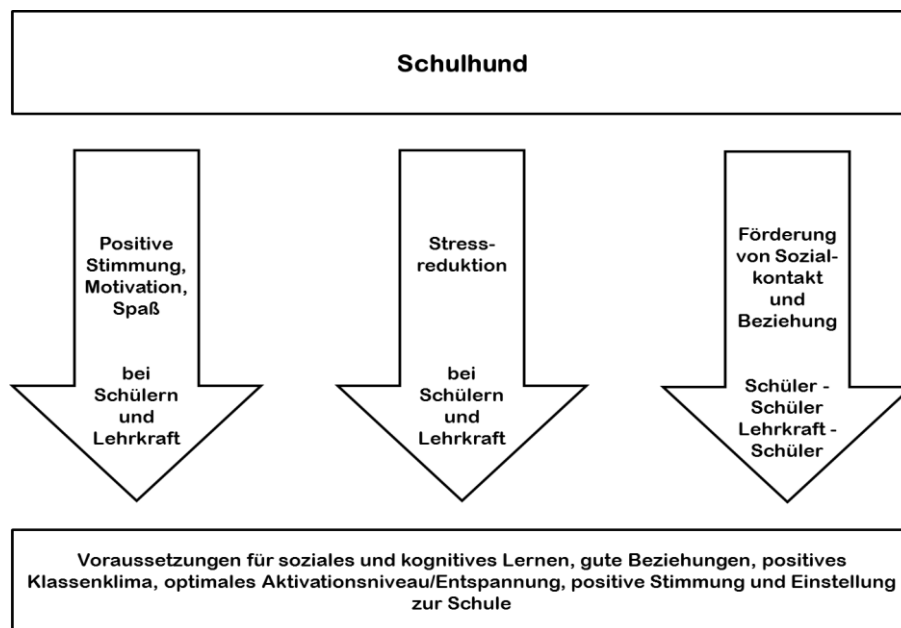 Schulhund
Positive
Stimmung,
Motivation,
Spaß
bei
Schülern
und
Lehrkraft
Stress-
reduktion
bei
Schülern
und
Lehrkraft
Förderung
von Sozial-
kontakt
und
Beziehung
Schüler -
Schüler
Lehrkraft -
Schüler
Voraussetzungen für soziales und kognitives Lernen, gute Beziehungen, positives
Klassenklima, optimales Aktivationsniveau/Entspannung, positive Stimmung und Einstellung
zur Schule